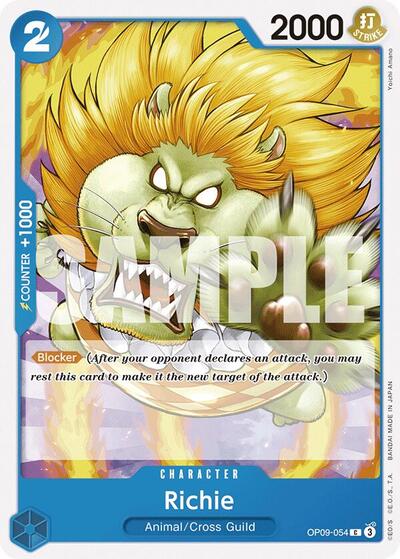 2
2000
打
STRIKE
Yoichi Amano
COUNTER +1000
SAMPLE
Blocker (After your opponent declares an attack, you may
rest this card to make it the new target of the attack.)
CHARACTER
Richie
Animal/Cross Guild
OP09-054 C 3
©E.O./S. ©E.O./S., T.A. BANDAI MADE IN JAPAN